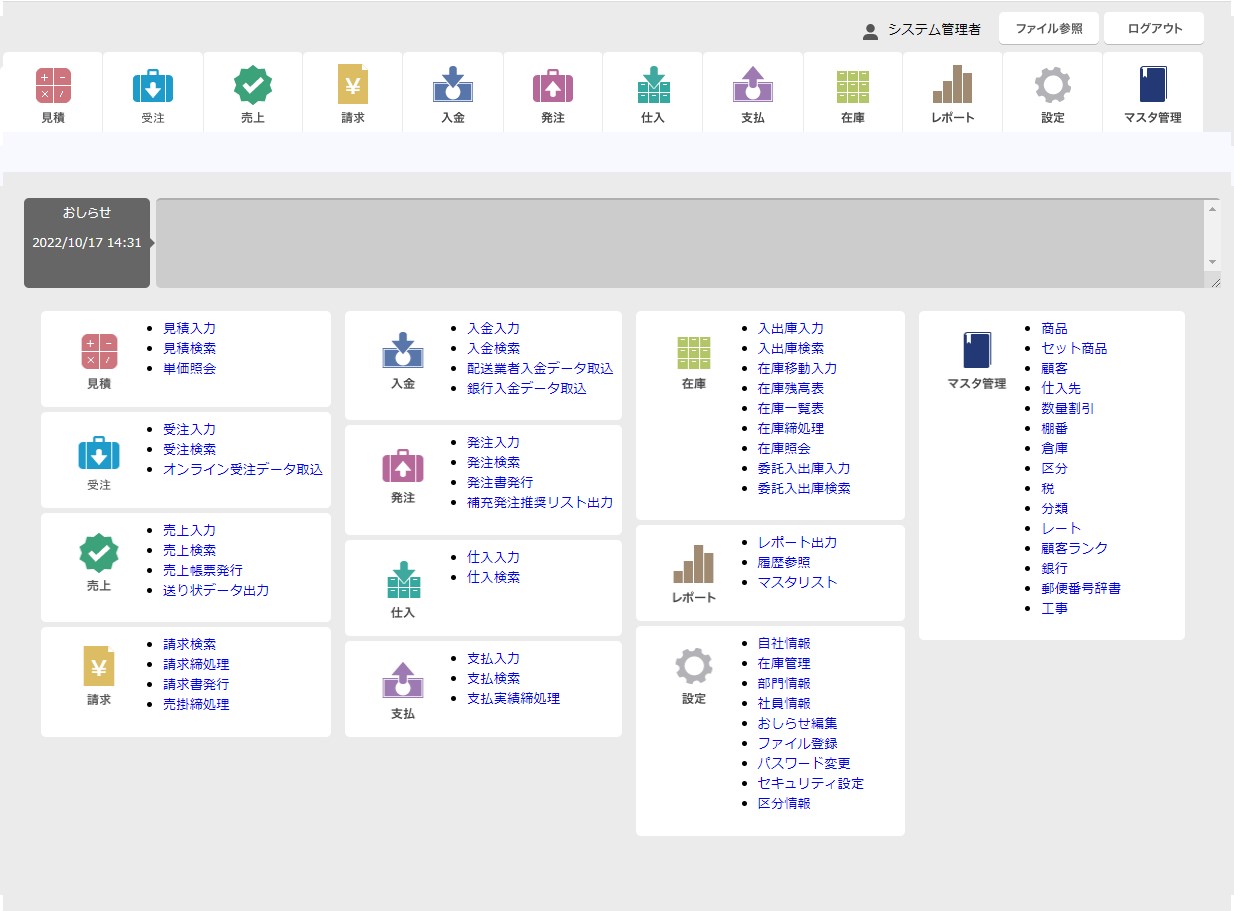 システム管理者
ファイル参照
ログアウト
見積
受注
売上
請求
入金
発注
仕入
支払
在庫
レポート
設定
マスタ管理
おしらせ
2022/10/17 14:31
見積
見積入力
見積検索
単価照会
受注
受注入力
受注検索
オンライン受注データ取込
売上
売上入力
売上検索
売上帳票発行
送り状データ出力
請求
請求検索
請求締処理
請求書発行
売掛締処理
入金
入金入力
入金検索
配送業者入金データ取込
銀行入金データ取込
発注
発注入力
発注検索
発注書発行
補充発注推奨リスト出力
仕入
仕入入力
仕入検索
支払
支払入力
支払検索
支払実績締処理
在庫
入出庫入力
入出庫検索
在庫移動入力
在庫残高表
在庫一覧表
在庫締処理
在庫照会
委託入出庫入力
委託入出庫検索
レポート
レポート出力
履歴参照
マスタリスト
設定
自社情報
在庫管理
部門情報
社員情報
おしらせ編集
ファイル登録
パスワード変更
セキュリティ設定
区分情報
マスタ管理
商品
セット商品
顧客
仕入先
数量割引
棚番
倉庫
区分
税
分類
レート
顧客ランク
銀行
郵便番号辞書
工事